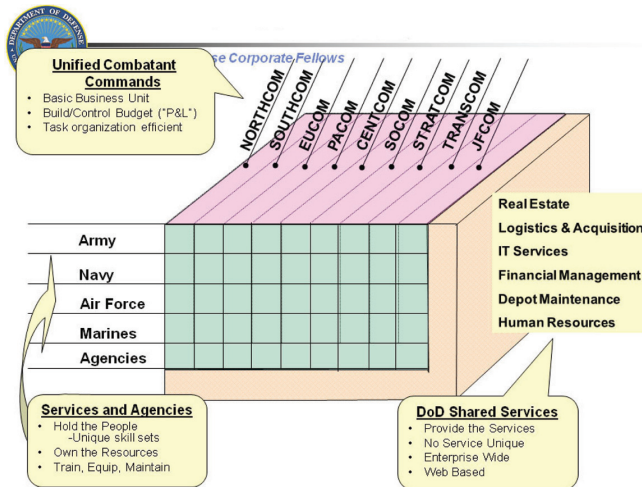 DEPARTMENT OF DEFENSE
se Corporate Fellows
Unified Combatant
Commands
• Basic Business Unit
• Build/Control Budget ("P&L")
• Task organization efficient
NORTHCOM
SOUTHCOM
EUCOM
PACOM
CENTCOM
SOCOM
STRATCOM
TRANSCOM
JFCOM
Army
Navy
Air Force
Marines
Agencies
Real Estate
Logistics & Acquisition
IT Services
Financial Management
Depot Maintenance
Human Resources
Services and Agencies
• Hold the People
-Unique skill sets
• Own the Resources
• Train, Equip, Maintain
DoD Shared Services
• Provide the Services
• No Service Unique
• Enterprise Wide
• Web Based